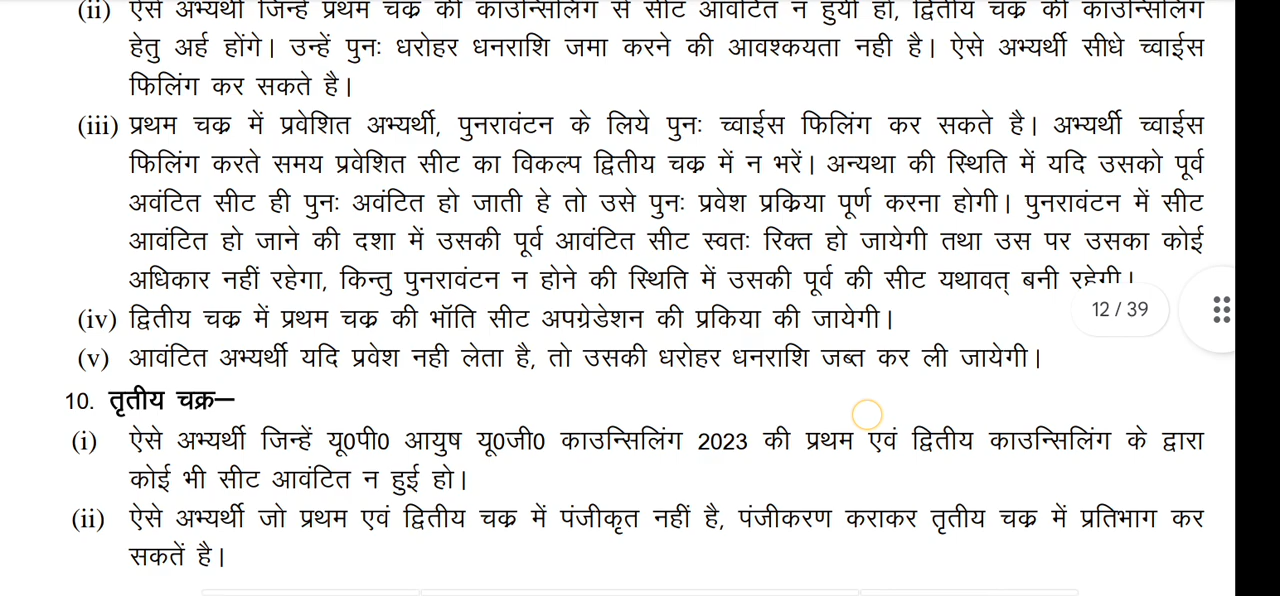 (ii) ऐसे अभ्यर्थी जिन्हें प्रथम चक्र की काउन्सिलिंग से सीट आवंटित न हुयी हो, द्वितीय चक्र की काउन्सिलिंग
हेतु अर्ह होंगे। उन्हें पुनः धरोहर धनराशि जमा करने की आवश्कयता नही है। ऐसे अभ्यर्थी सीधे च्वाईस
फिलिंग कर सकते है।
(iii) प्रथम चक्र में प्रवेशित अभ्यर्थी, पुनरावंटन के लिये पुनः च्वाईस फिलिंग कर सकते है। अभ्यर्थी च्वाईस
फिलिंग करते समय प्रवेशित सीट का विकल्प द्वितीय चक्र में न भरें। अन्यथा की स्थिति में यदि उसको पूर्व
अवंटित सीट ही पुनः अवंटित हो जाती हे तो उसे पुनः प्रवेश प्रक्रिया पूर्ण करना होगी। पुनरावंटन में सीट
आवंटित हो जाने की दशा में उसकी पूर्व आवंटित सीट स्वतः रिक्त हो जायेगी तथा उस पर उसका कोई
अधिकार नहीं रहेगा, किन्तु पुनरावंटन न होने की स्थिति में उसकी पूर्व की सीट यथावत् बनी रहेगी।
12 / 39
(iv) द्वितीय चक्र में प्रथम चक्र की भॉति सीट अपग्रेडेशन की प्रकिया की जायेगी।
(v) आवंटित अभ्यर्थी यदि प्रवेश नही लेता है, तो उसकी धरोहर धनराशि जब्त कर ली जायेगी।
10. तृतीय चक्र–
(i) ऐसे अभ्यर्थी जिन्हें यू0पी0 आयुष यू0जी0 काउन्सिलिंग 2023 की प्रथम एवं द्वितीय काउन्सिलिंग के द्वारा
कोई भी सीट आवंटित न हुई हो।
(ii) ऐसे अभ्यर्थी जो प्रथम एवं द्वितीय चक्र में पंजीकृत नहीं है, पंजीकरण कराकर तृतीय चक्र में प्रतिभाग कर
सकतें है।